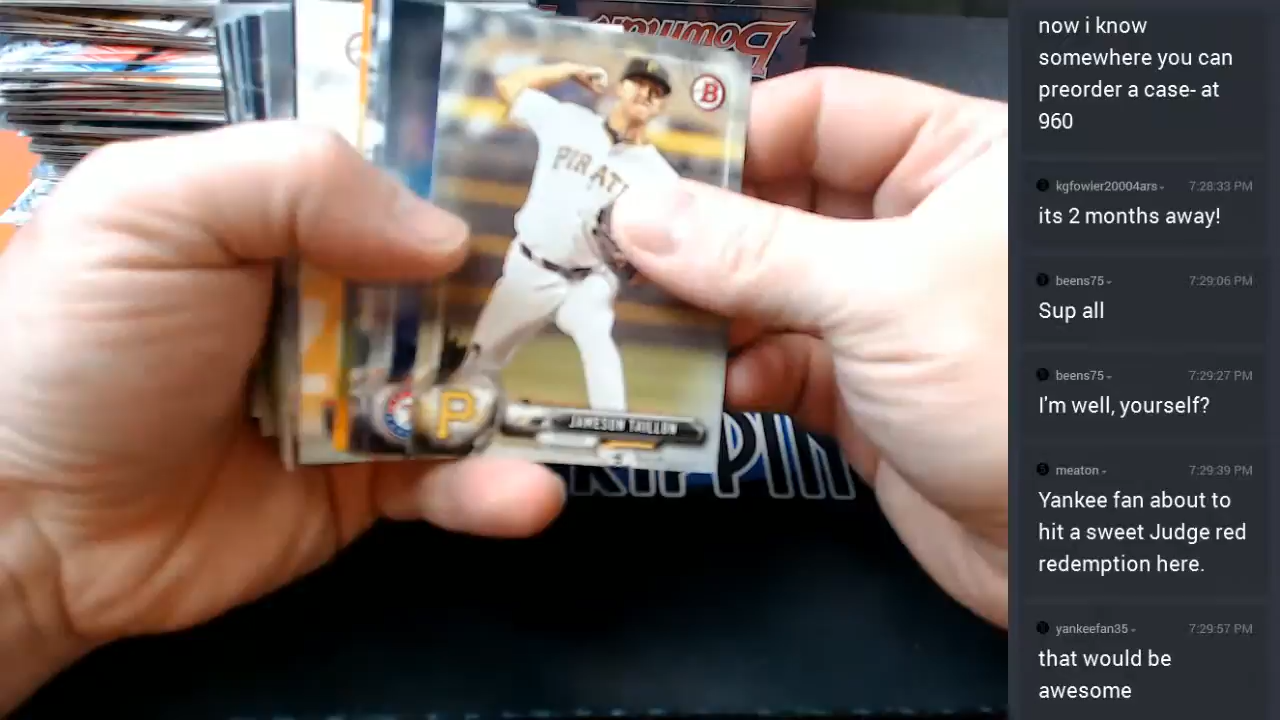 Bowman
B
PIRAT
P
JAMESON TAILLON
RIPPIN
now i know
somewhere you can
preorder a case- at
960
kgfowler20004ars
7:28:33 PM
its 2 months away!
beens75
7:29:06 PM
Sup all
beens75
7:29:27 PM
I'm well, yourself?
meaton
7:29:39 PM
Yankee fan about to
hit a sweet Judge red
redemption here.
yankeefan35
7:29:57 PM
that would be
awesome